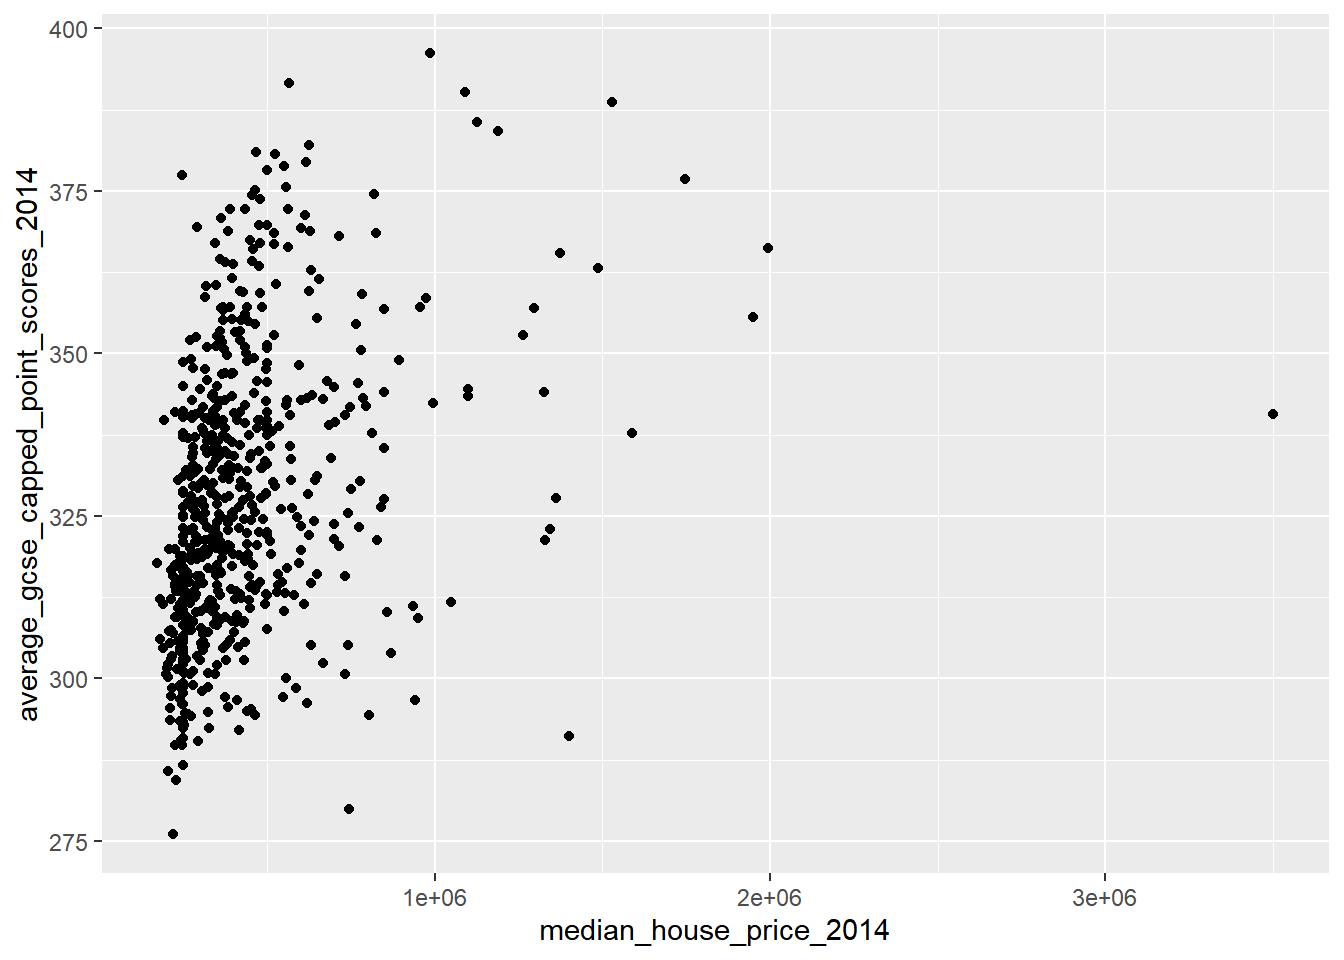 400
375
350
325
300
275
average_gcse_capped_point_scores_2014
1e+06
2e+06
3e+06
median_house_price_2014